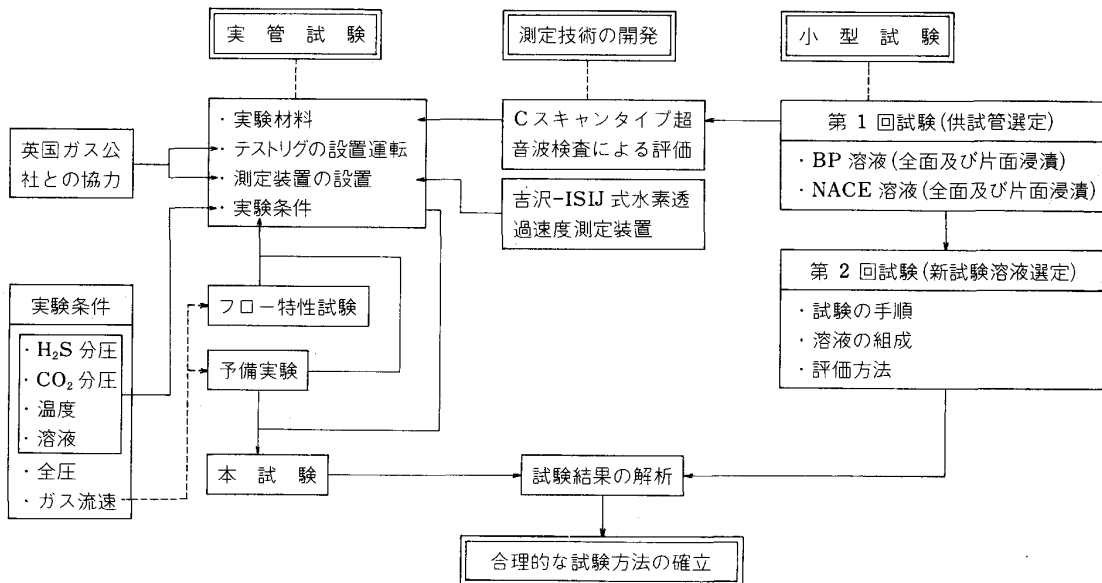 実管試験
測定技術の開発
小型試験
・実験材料
・テストリグの設置運転
・測定装置の設置
・実験条件
Cスキャンタイプ超
音波検査による評価
第1回試験(供試管選定)
・BP溶液(全面及び片面浸漬)
・NACE溶液(全面及び片面浸漬)
英国ガス公
社との協力
吉沢-ISIJ式水素透
過速度測定装置
第2回試験(新試験溶液選定)
・試験の手順
・溶液の組成
・評価方法
実験条件
・H₂S分圧
・CO₂分圧
・温度
・溶液
・全圧
・ガス流速
フロー特性試験
予備実験
本試験
試験結果の解析
合理的な試験方法の確立